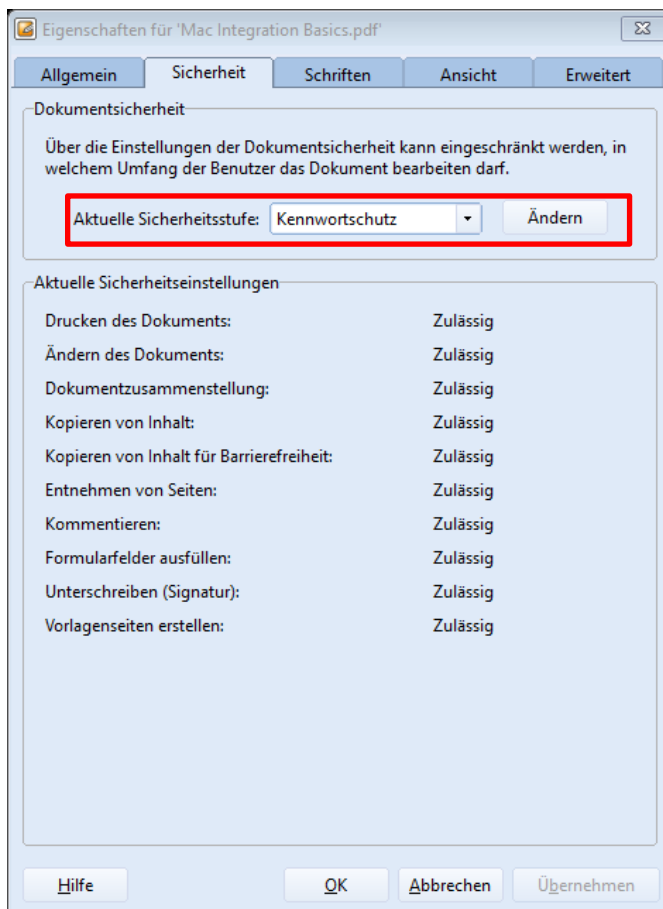 Eigenschaften für 'Mac Integration Basics.pdf'
Allgemein Sicherheit Schriften Ansicht Erweitert
Dokumentsicherheit
Über die Einstellungen der Dokumentsicherheit kann eingeschränkt werden, in
welchem Umfang der Benutzer das Dokument bearbeiten darf.
Aktuelle Sicherheitsstufe: Kennwortschutz Ändern
Aktuelle Sicherheitseinstellungen
Drucken des Dokuments: Zulässig
Ändern des Dokuments: Zulässig
Dokumentzusammenstellung: Zulässig
Kopieren von Inhalt: Zulässig
Kopieren von Inhalt für Barrierefreiheit: Zulässig
Entnehmen von Seiten: Zulässig
Kommentieren: Zulässig
Formularfelder ausfüllen: Zulässig
Unterschreiben (Signatur): Zulässig
Vorlagenseiten erstellen: Zulässig
Hilfe OK Abbrechen Übernehmen